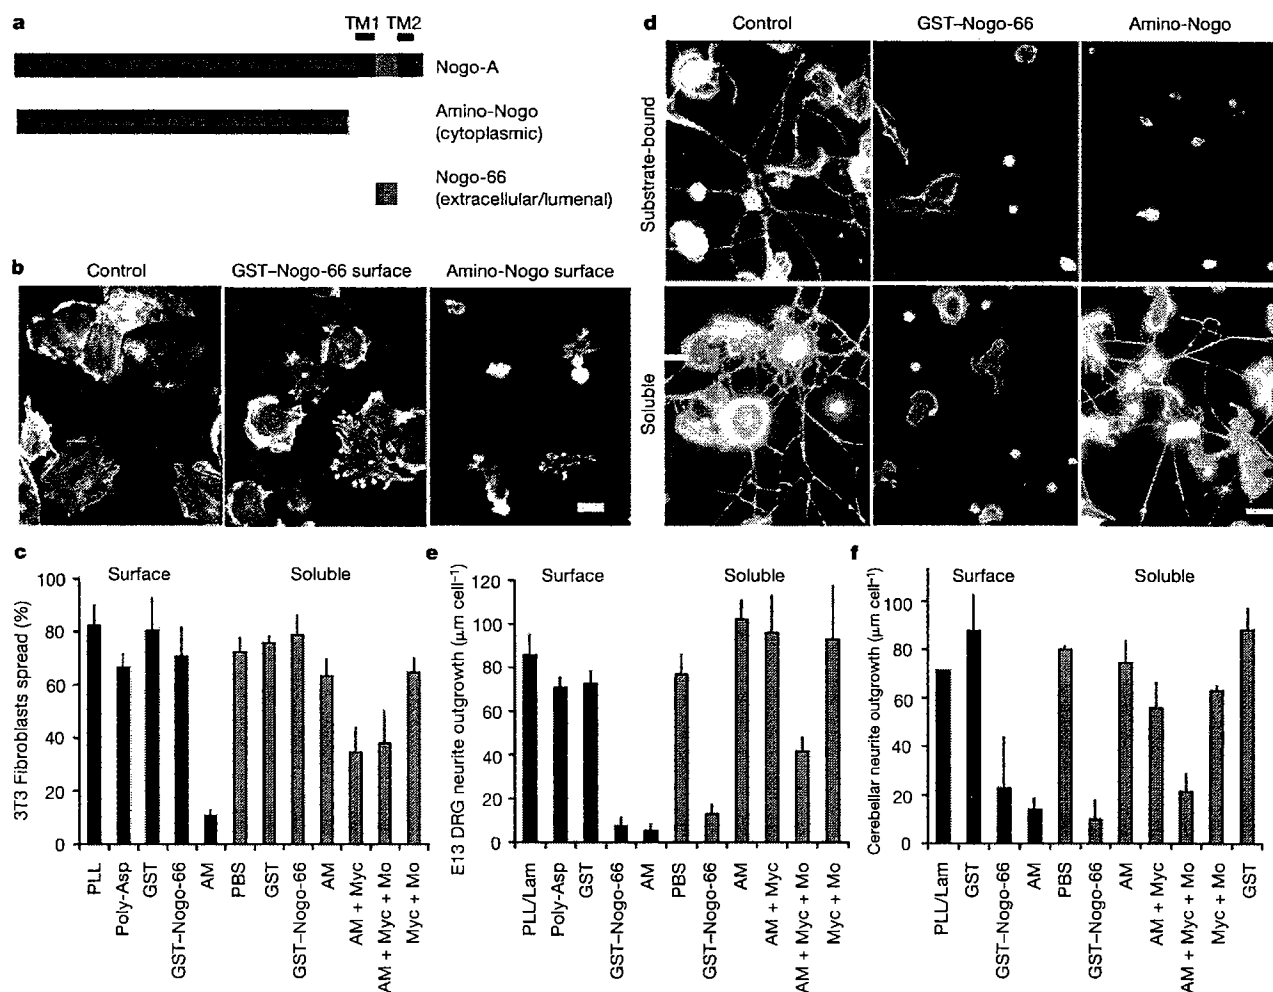 a
TM1 TM2
Nogo-A
Amino-Nogo
(cytoplasmic)
Nogo-66
(extracellular/lumenal)
b
Control
GST–Nogo-66 surface
Amino-Nogo surface
c
3T3 Fibroblasts spread (%)
100
80
60
40
20
0
Surface
Soluble
PLL
Poly-Asp
GST
GST–Nogo-66
AM
PBS
GST
GST–Nogo-66
AM
AM + Myc
AM + Myc + Mo
Myc + Mo
d
Control
GST–Nogo-66
Amino-Nogo
Substrate-bound
Soluble
e
E13 DRG neurite outgrowth (µm cell⁻¹)
120
100
80
60
40
20
0
Surface
Soluble
PLL/Lam
Poly-Asp
GST
GST–Nogo-66
AM
PBS
GST–Nogo-66
AM
AM + Myc
AM + Myc + Mo
Myc + Mo
f
Cerebellar neurite outgrowth (µm cell⁻¹)
100
80
60
40
20
0
Surface
Soluble
PLL/Lam
GST
GST–Nogo-66
AM
PBS
GST–Nogo-66
AM
AM + Myc
AM + Myc + Mo
Myc + Mo
GST